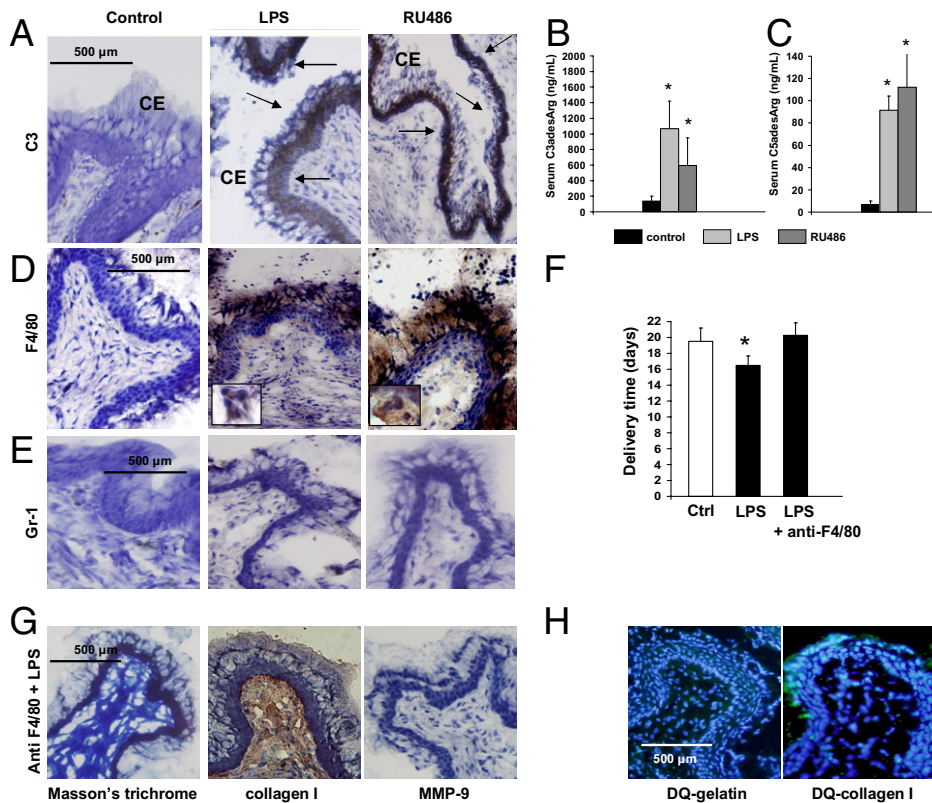 Control LPS RU486
A
500 µm
CE
CE
CE
C3
B
Serum C3adesArg (ng/mL)
2000
1800
1600
1400
1200
1000
800
600
400
200
0
*
*
C
Serum C5adesArg (ng/mL)
140
120
100
80
60
40
20
0
*
*
control LPS RU486
D
500 µm
F4/80
E
500 µm
Gr-1
F
Delivery time (days)
22
20
18
16
14
12
10
8
6
4
2
0
*
Ctrl LPS LPS
+ anti-F4/80
G
500 µm
Anti F4/80 + LPS
Masson's trichrome collagen I MMP-9
H
500 µm
DQ-gelatin DQ-collagen I